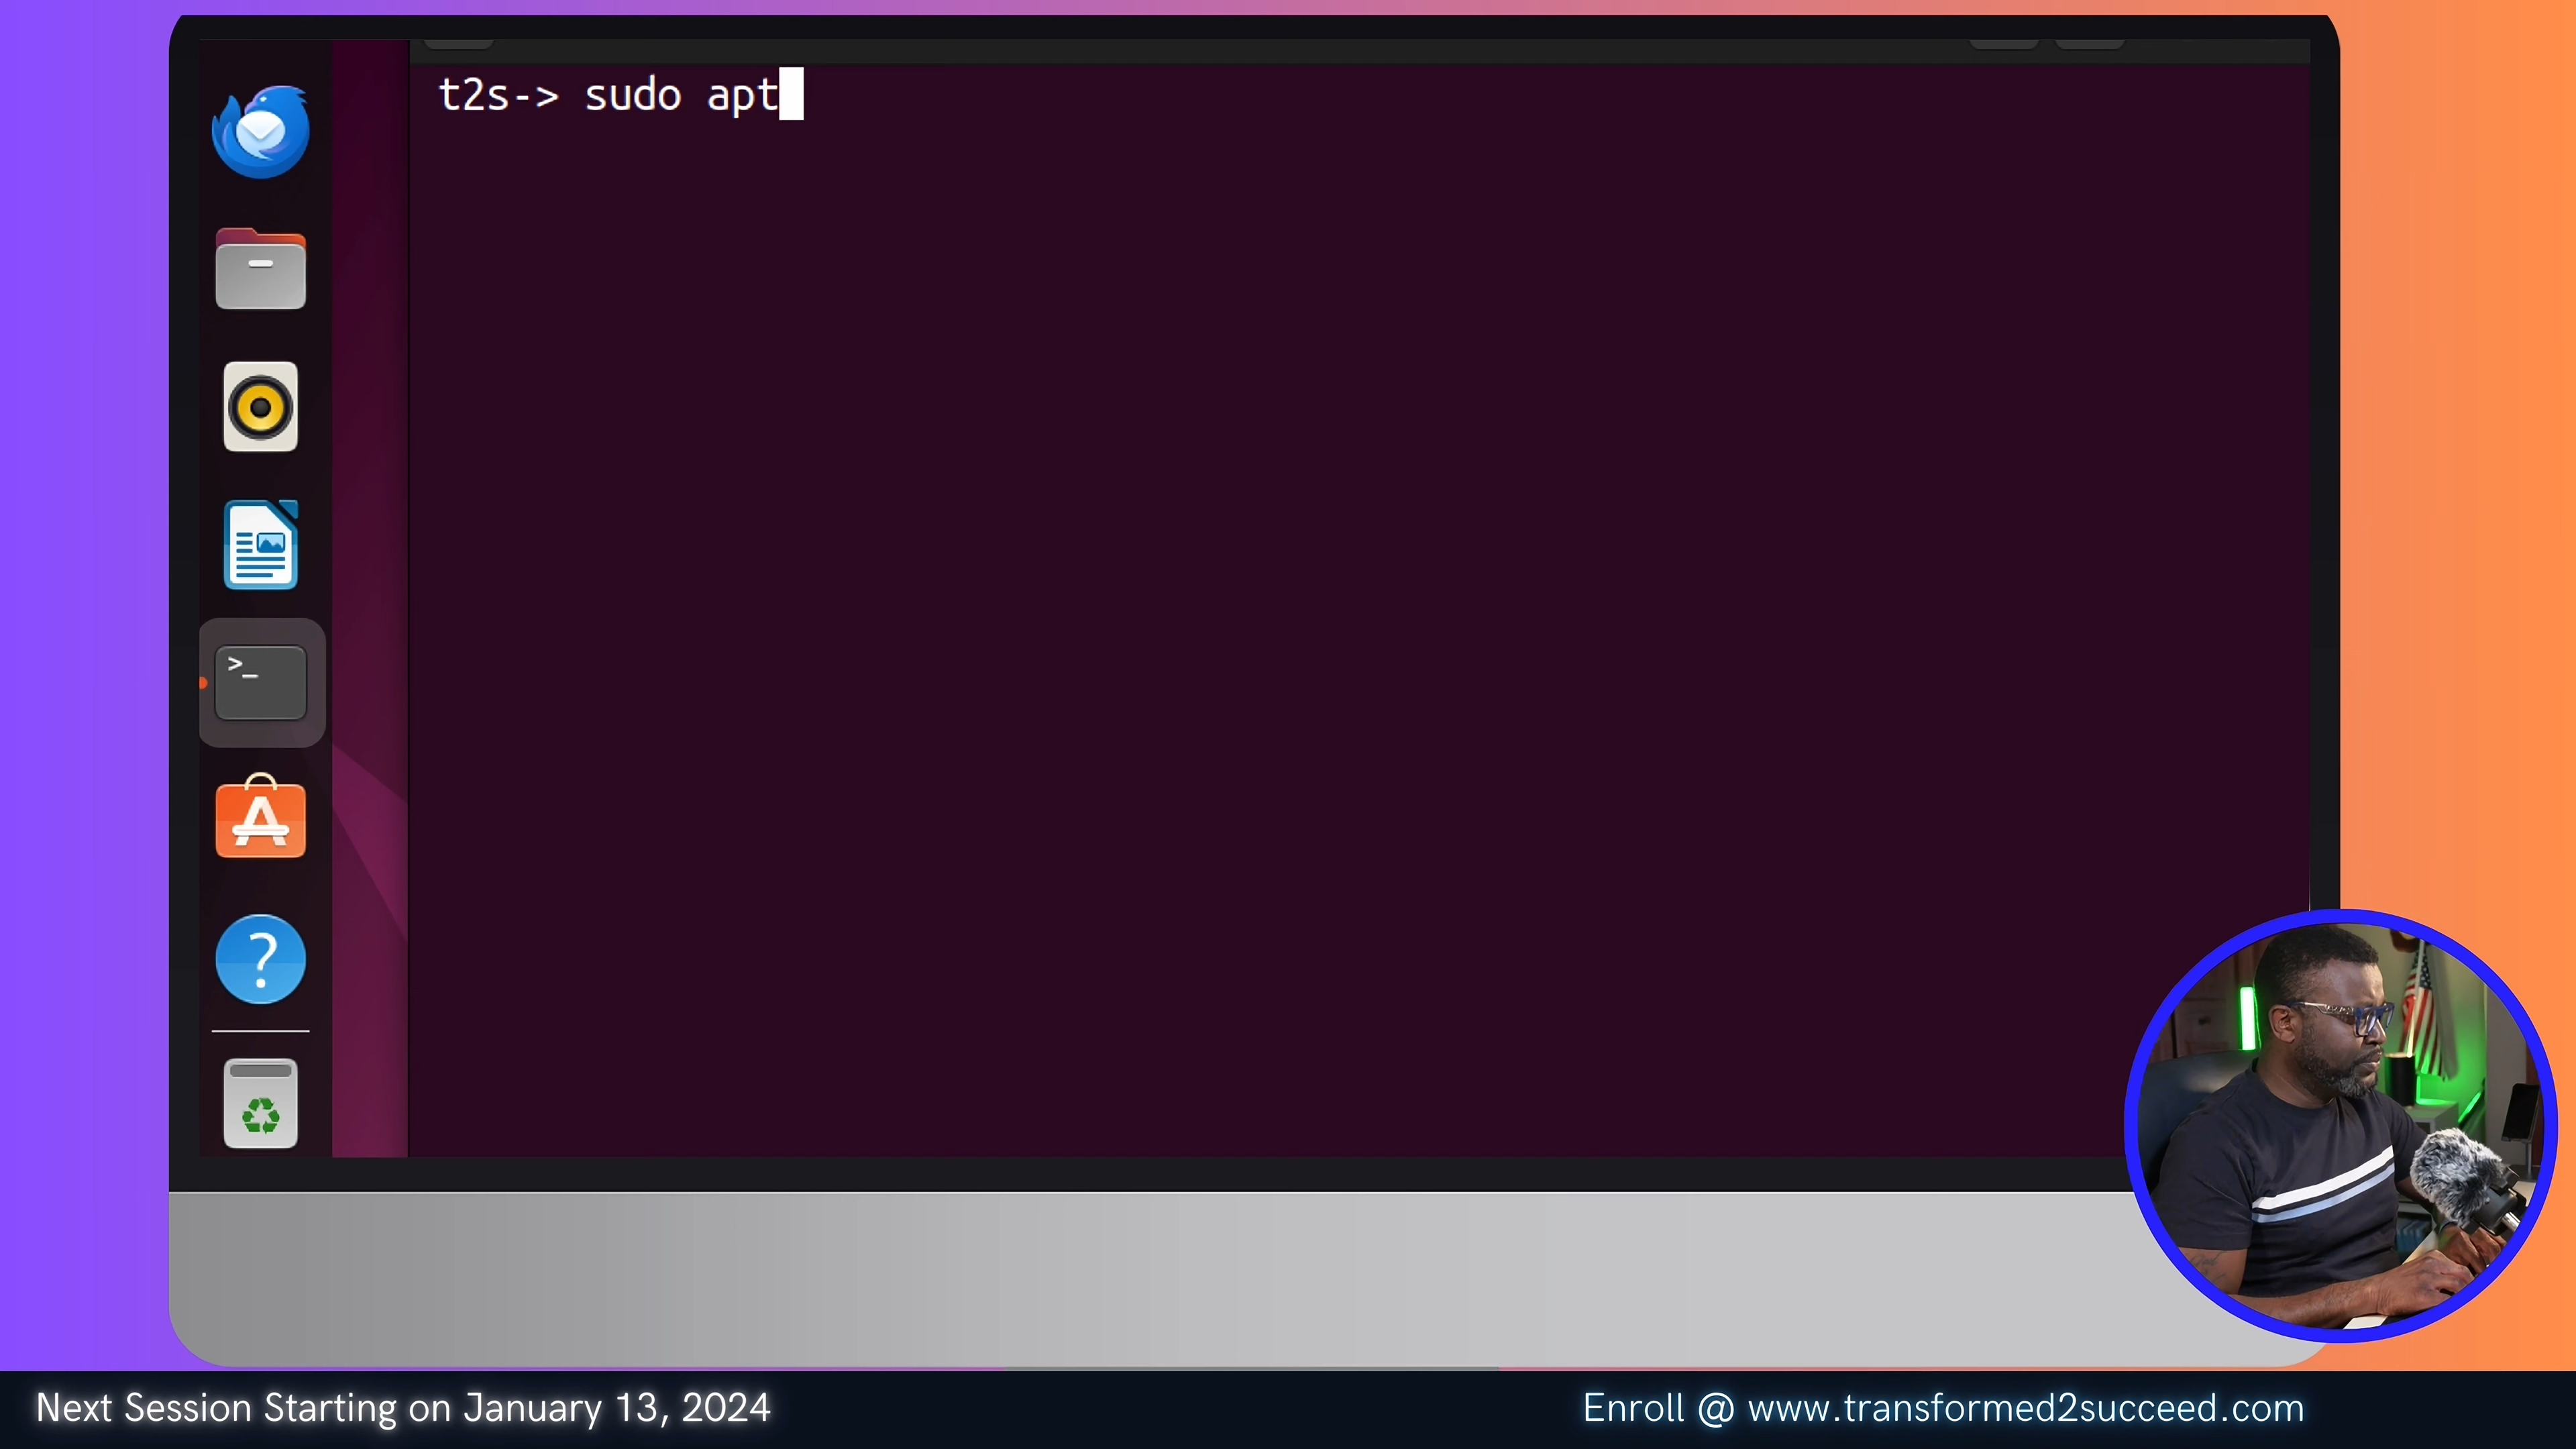 t2s-> sudo apt
>_
?
Next Session Starting on January 13, 2024
Enroll @ www.transformed2succeed.com